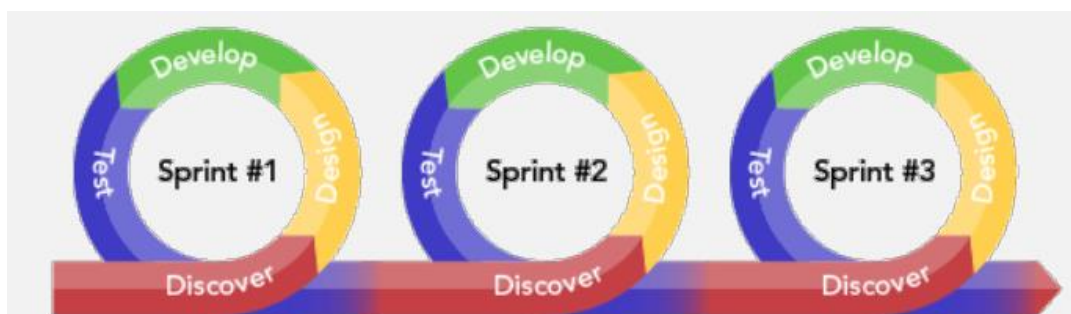 Develop
Test
Sprint #1
Design
Discover
Develop
Test
Sprint #2
Design
Discover
Develop
Test
Sprint #3
Design
Discover